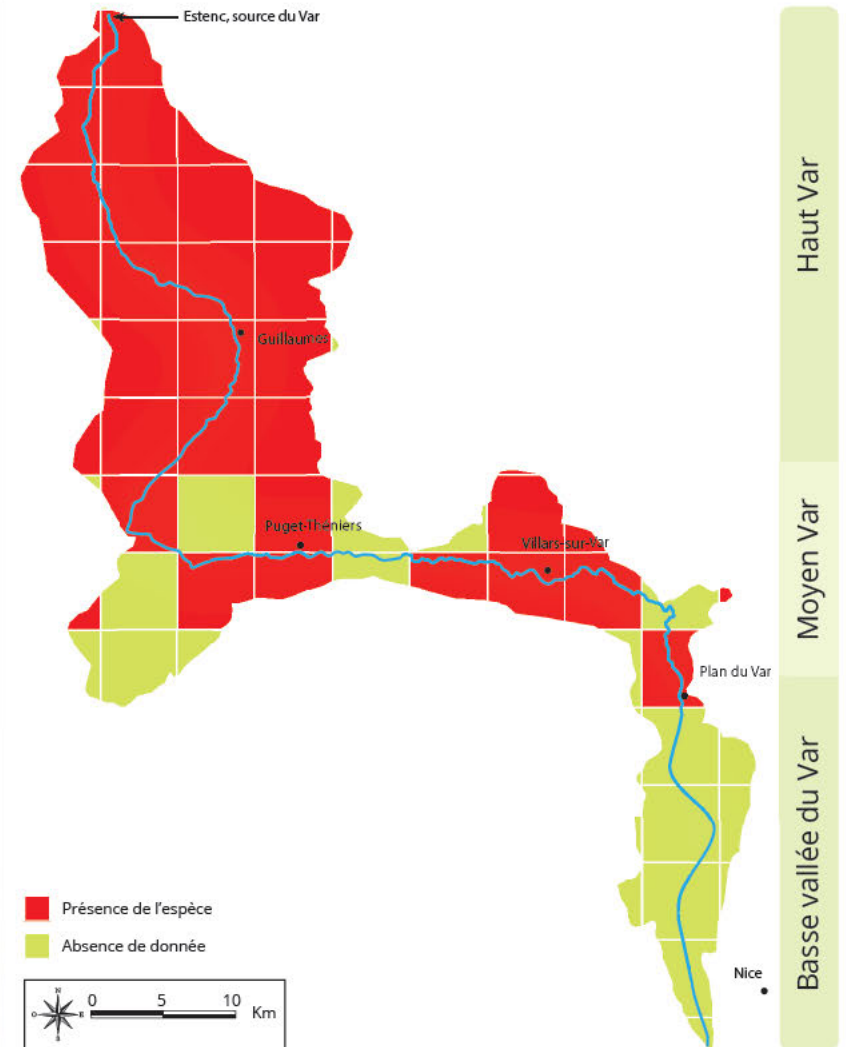 Estenc, source du Var
Haut Var
Guillaumes
Puget-Théniers
Villars-sur-Var
Moyen Var
Plan du Var
Basse vallée du Var
Présence de l'espèce
Absence de donnée
Nice
N
O
E
S
0 5 10 Km